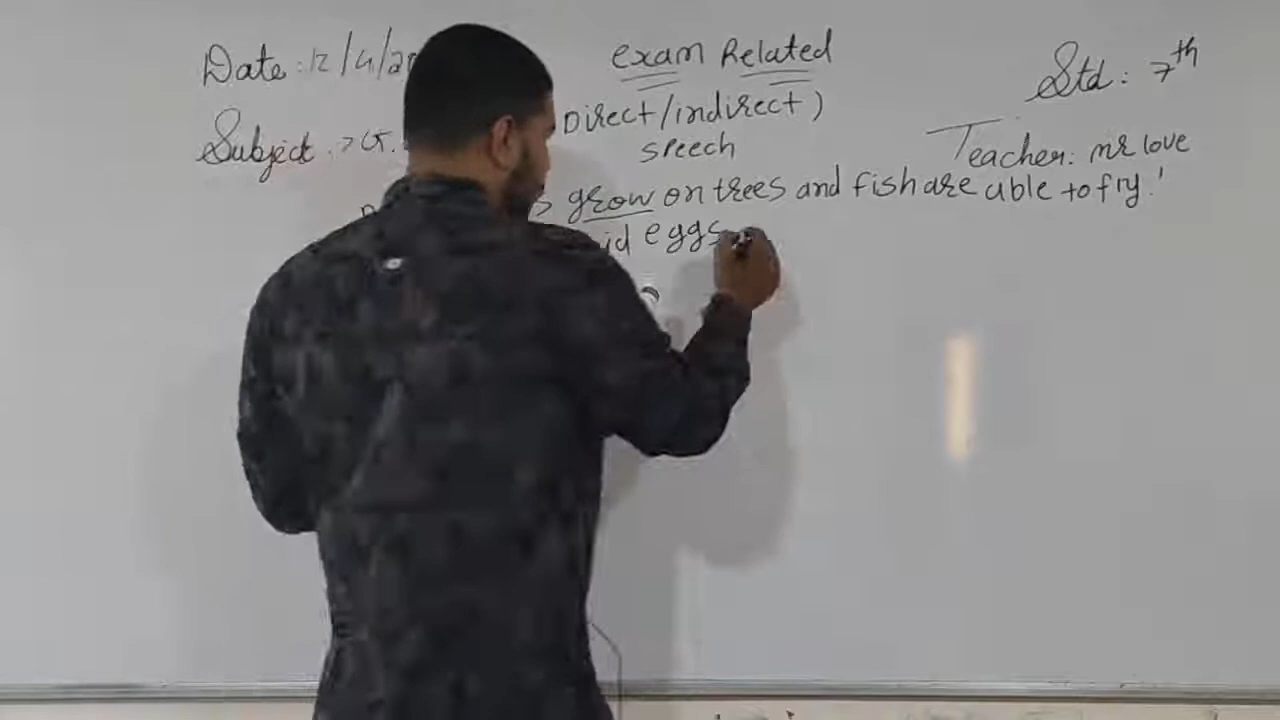 Date: 12/4/20
Subject :> G.
exam Related
Direct/indirect)
speech
Std: 7th
Teacher: mr love
grow on trees and fish are able to fry.'
eggs